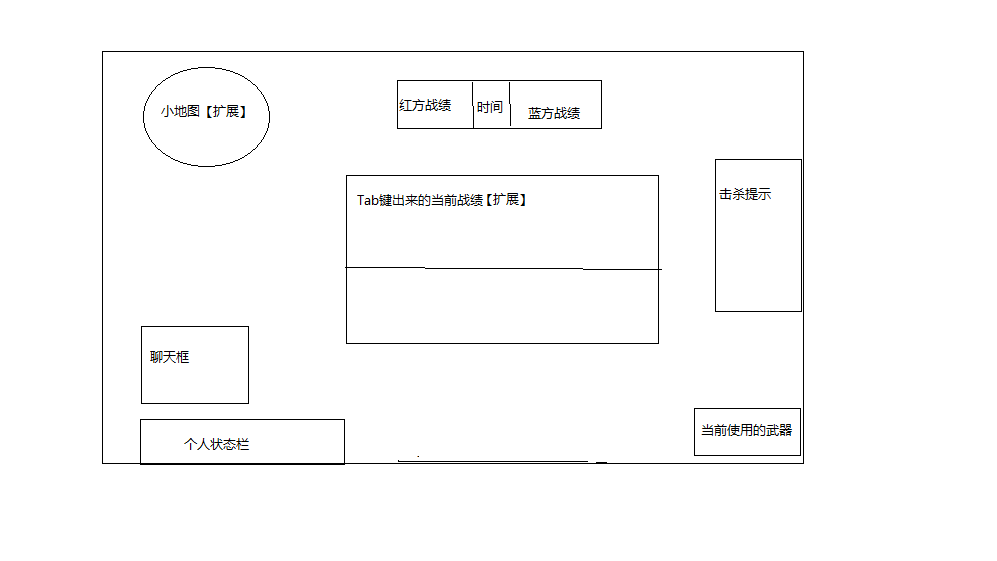 小地图【扩展】
红方战绩
时间
蓝方战绩
Tab键出来的当前战绩【扩展】
击杀提示
聊天框
当前使用的武器
个人状态栏